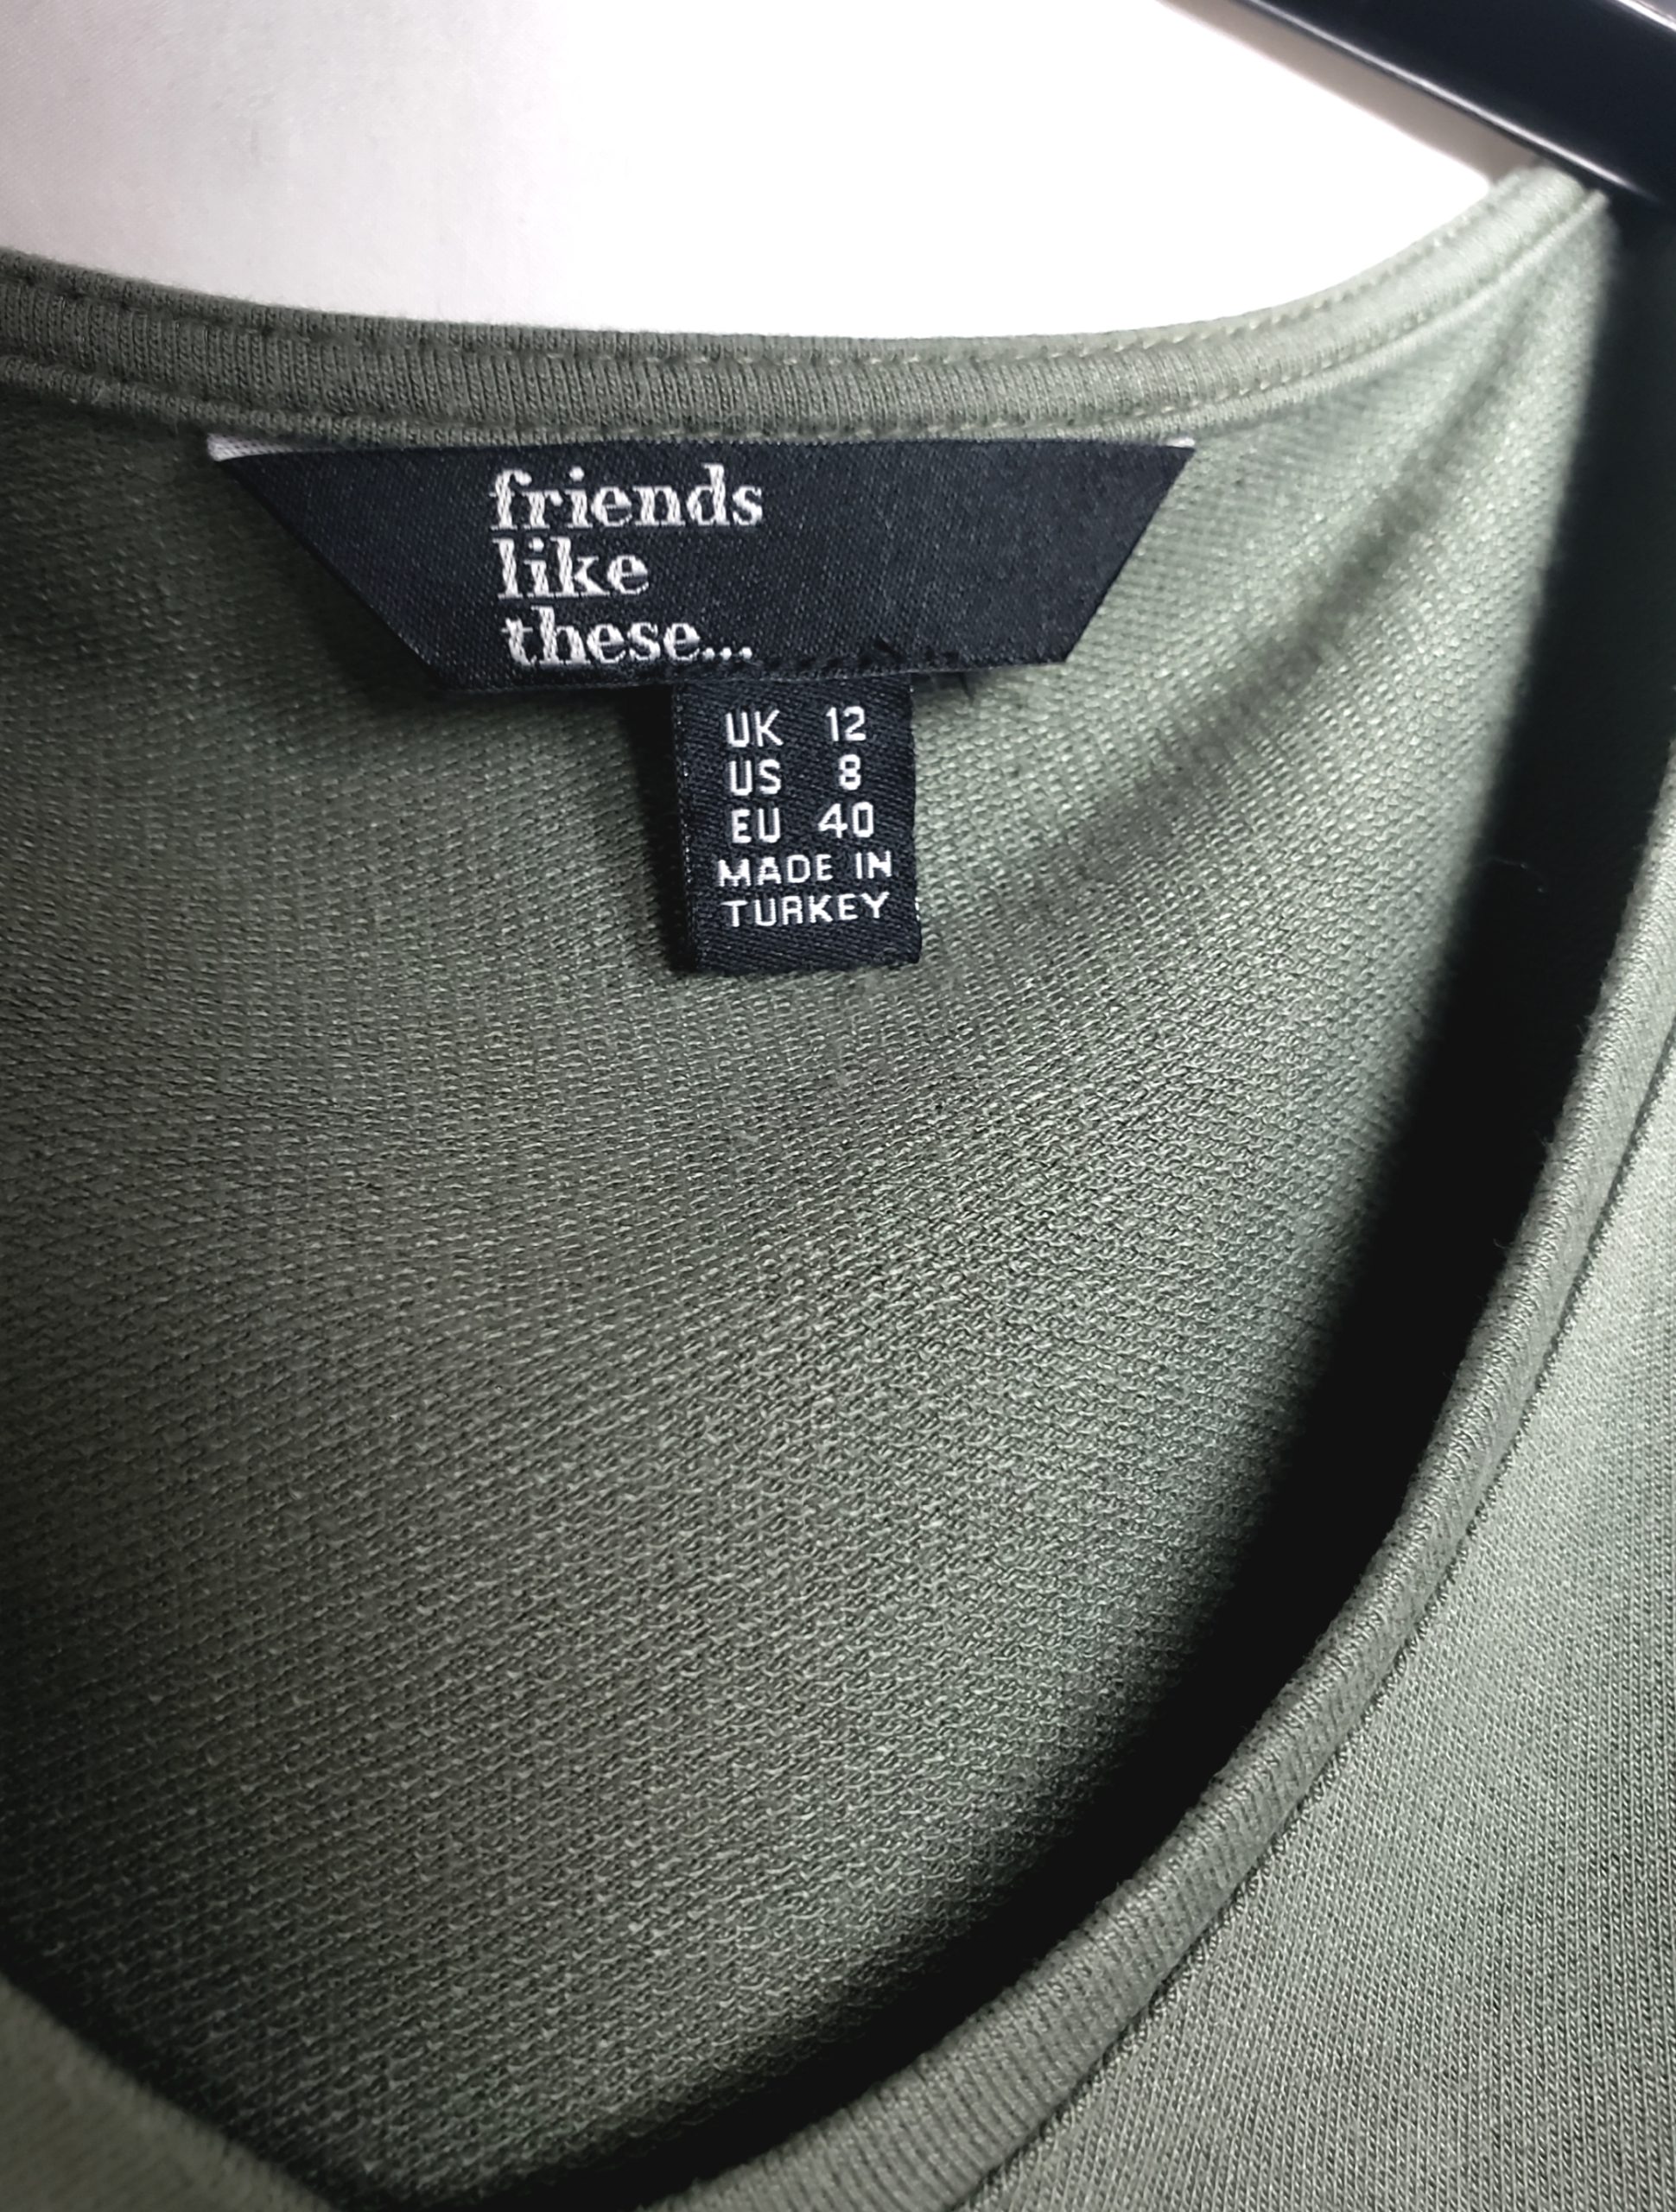 friends
like
these...
UK 12
US 8
EU 40
MADE IN
TURKEY